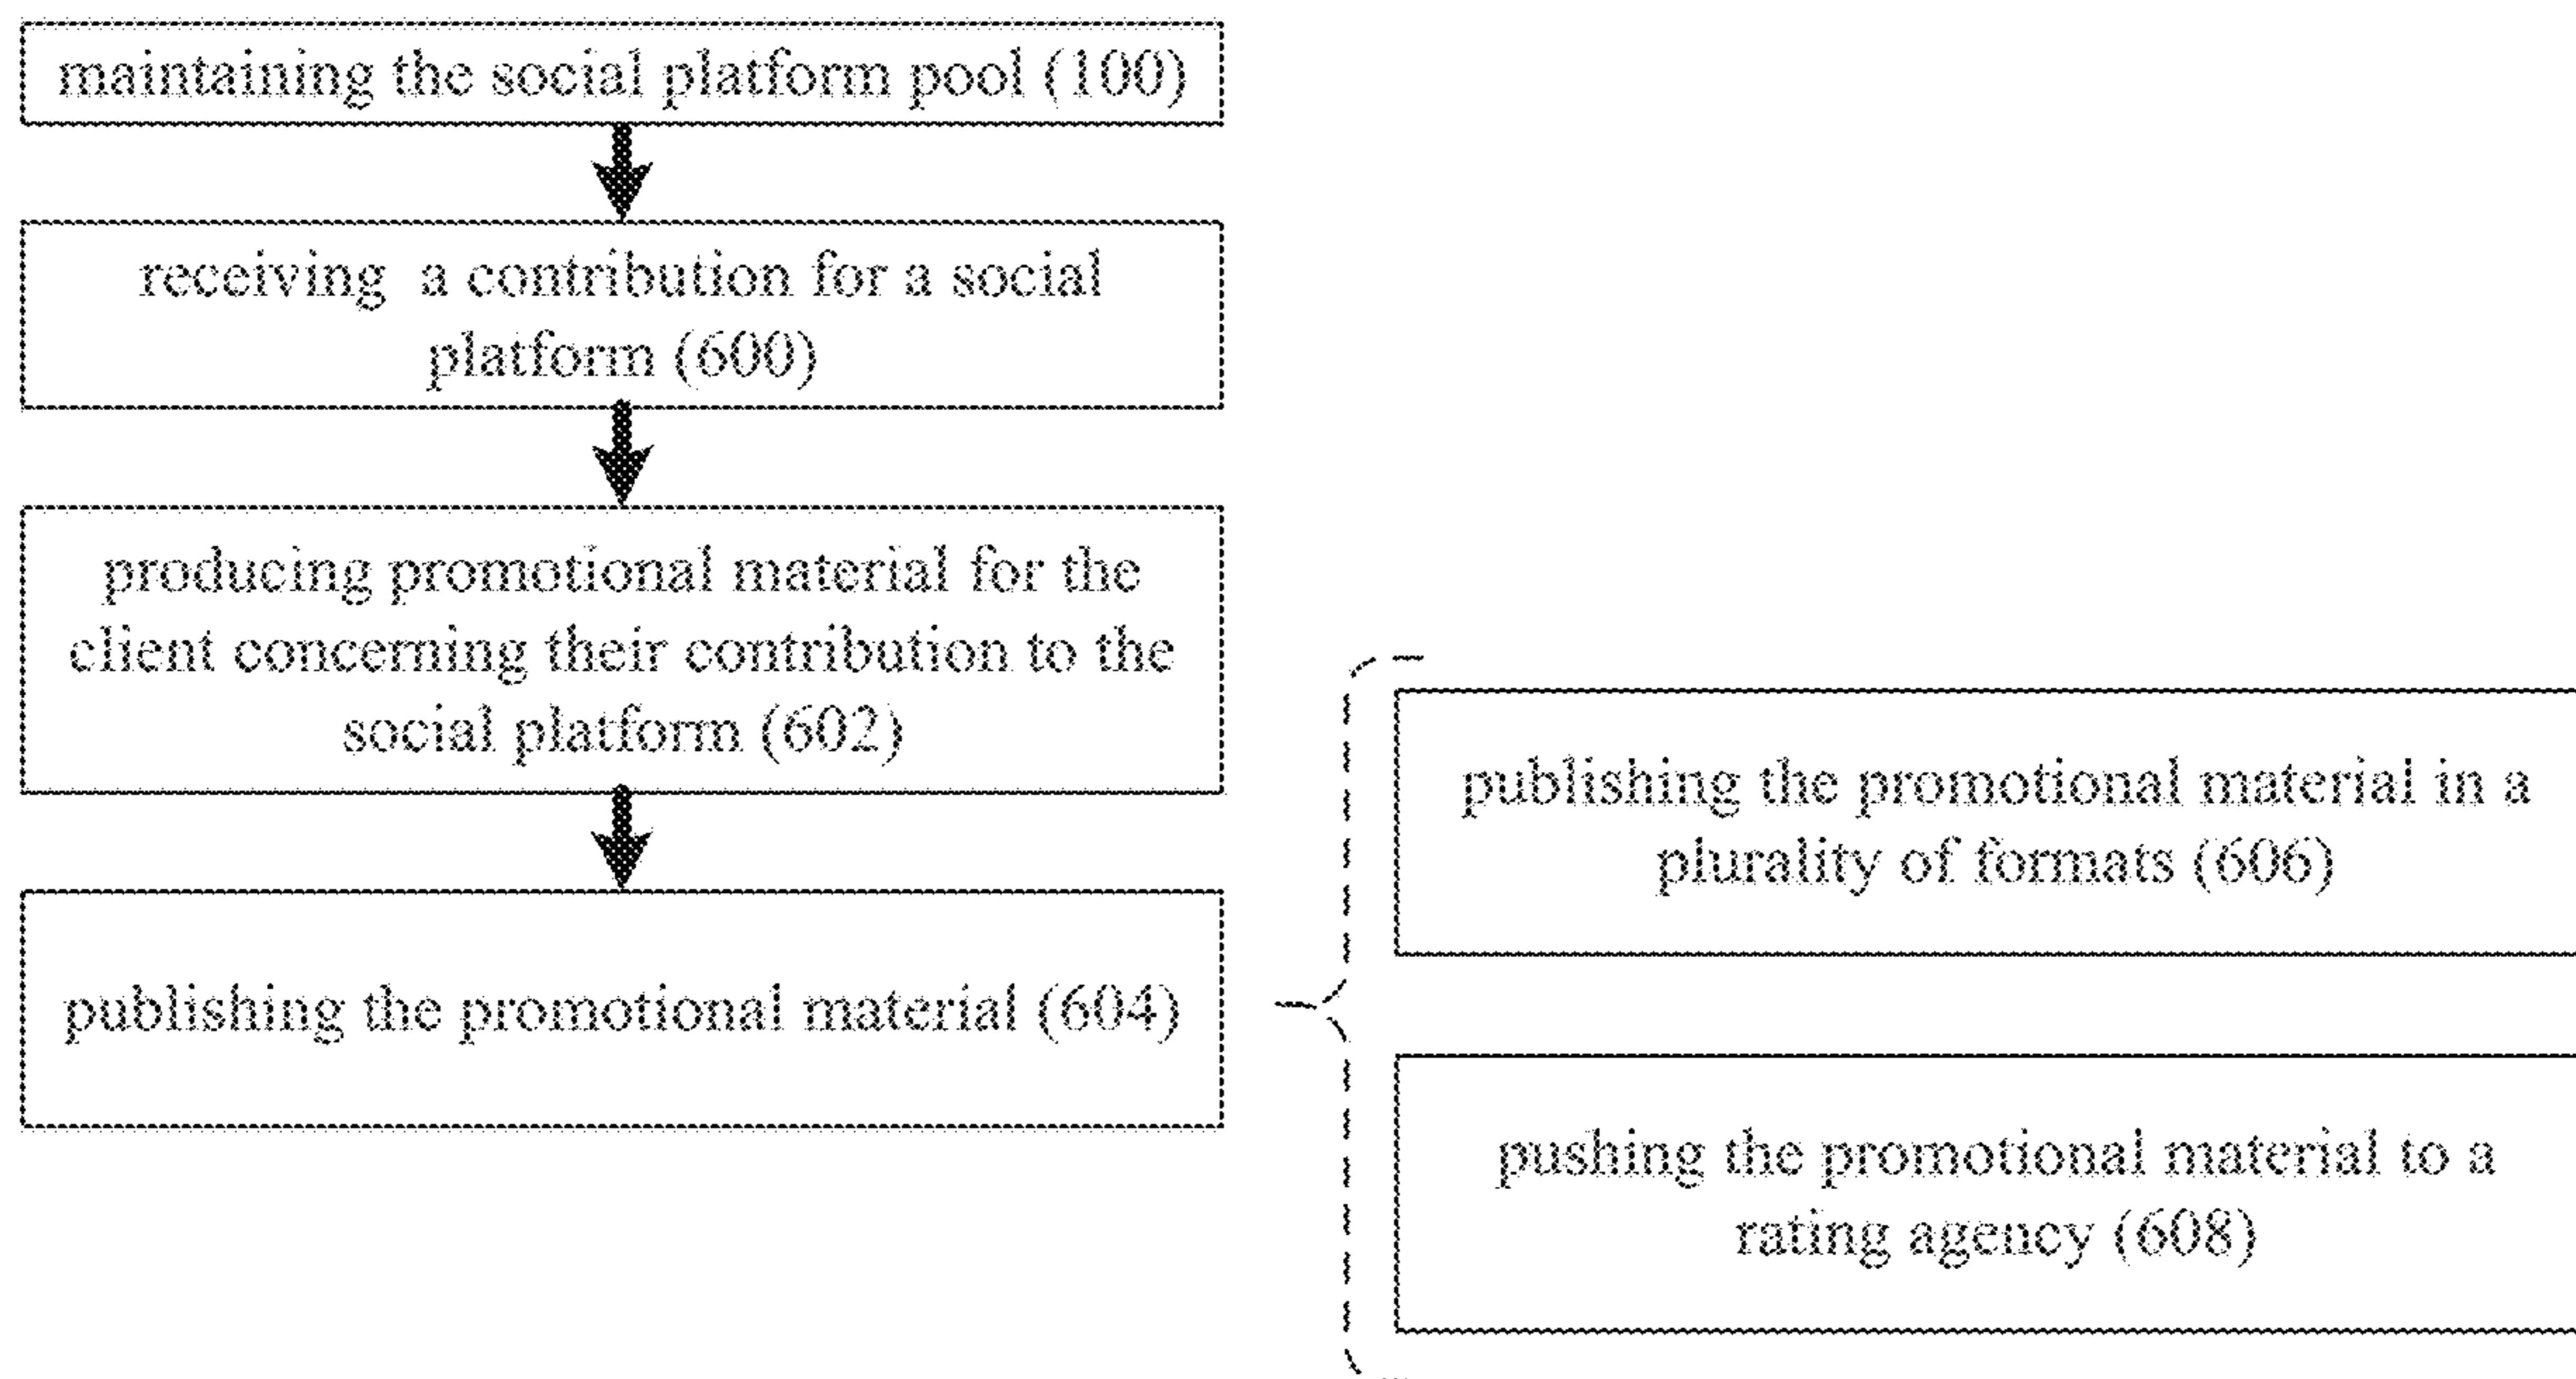 maintaining the social platform pool (100)
receiving a contribution for a social
platform (600)
producing promotional material for the
client concerning their contribution to the
social platform (602)
publishing the promotional material (604)
publishing the promotional material in a
plurality of formats (606)
pushing the promotional material to a
rating agency (608)